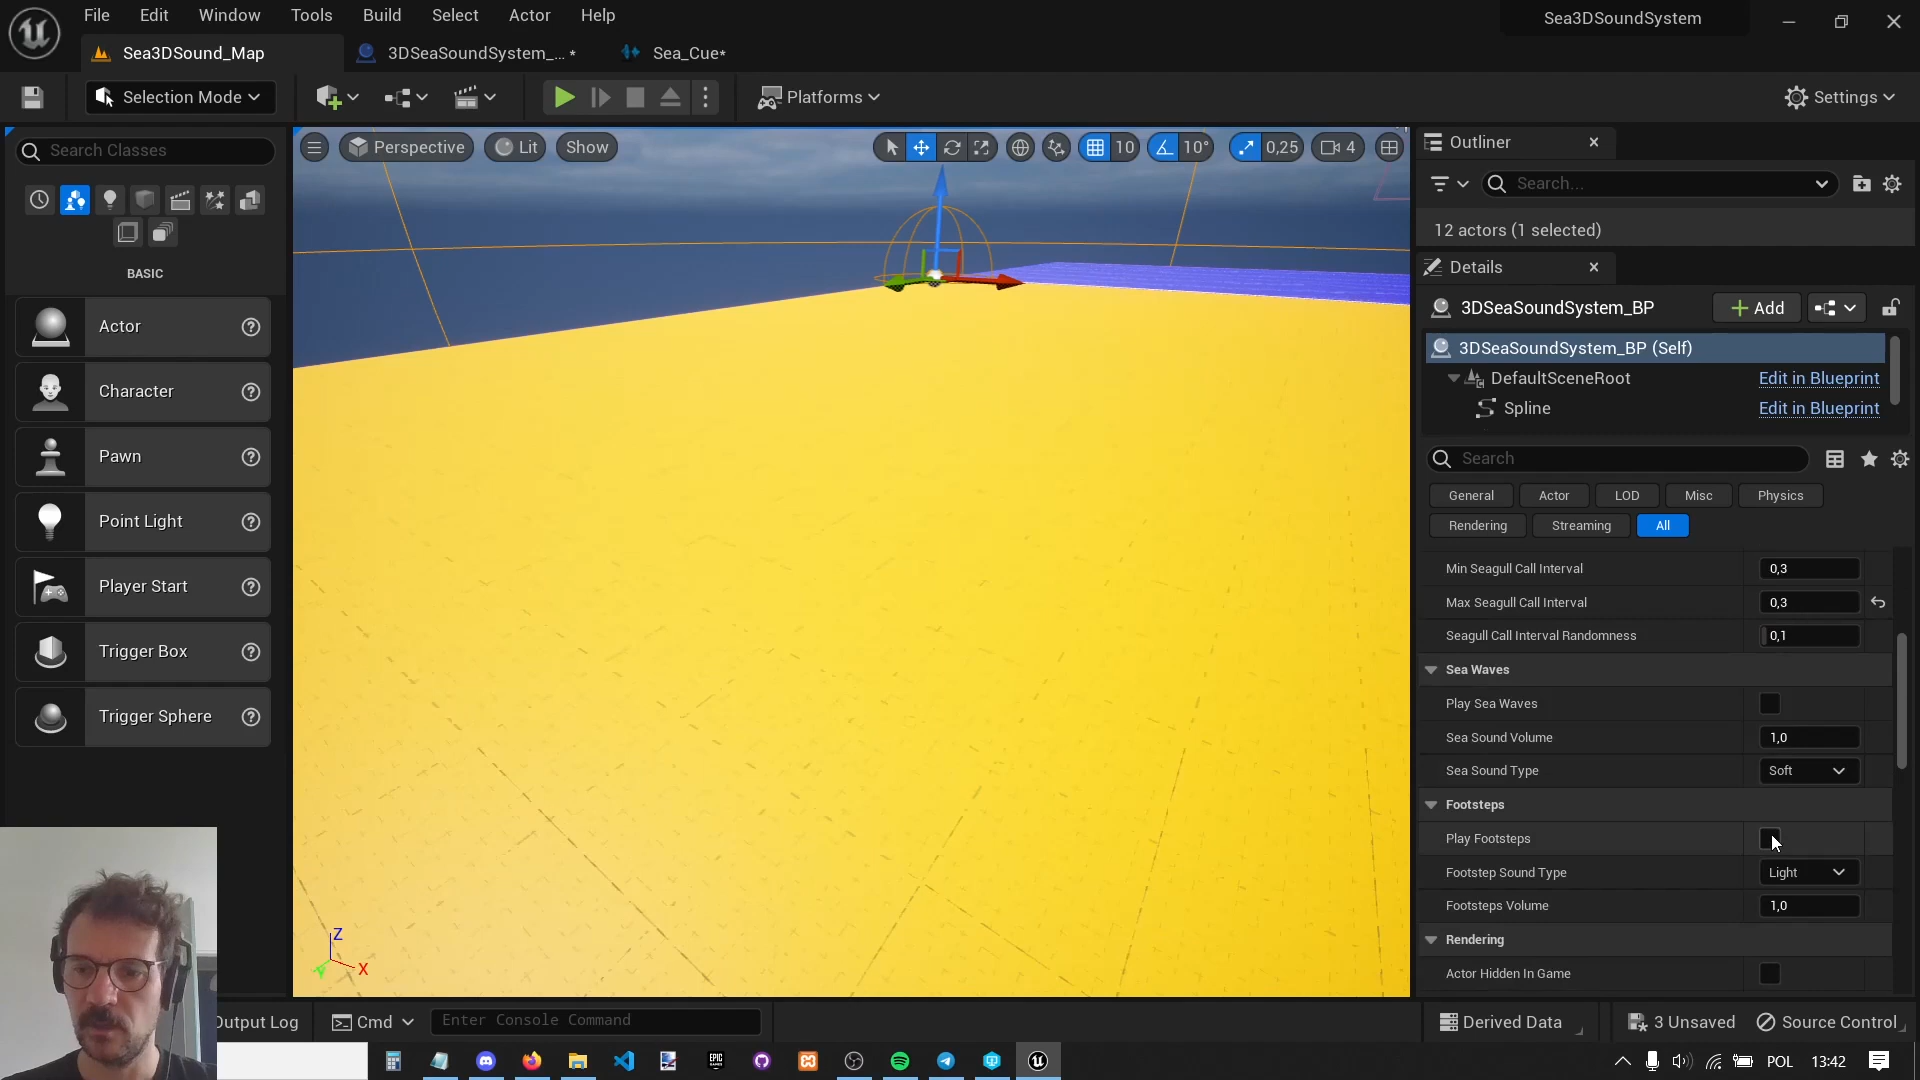 File Edit Window Tools Build Select Actor Help
Sea3DSoundSystem
Sea3DSound_Map
3DSeaSoundSystem_... *
Sea_Cue*
Selection Mode
Platforms
Settings
Search Classes
BASIC
Actor
Character
Pawn
Point Light
Player Start
Trigger Box
Trigger Sphere
Perspective
Lit
Show
10
10°
0,25
4
Z
X
Outliner
Search...
12 actors (1 selected)
Details
3DSeaSoundSystem_BP
Add
3DSeaSoundSystem_BP (Self)
DefaultSceneRoot Edit in Blueprint
Spline Edit in Blueprint
Search
General Actor LOD Misc Physics
Rendering Streaming All
Min Seagull Call Interval 0,3
Max Seagull Call Interval 0,3
Seagull Call Interval Randomness 0,1
Sea Waves
Play Sea Waves
Sea Sound Volume 1,0
Sea Sound Type Soft
Footsteps
Play Footsteps
Footstep Sound Type Light
Footsteps Volume 1,0
Rendering
Actor Hidden In Game
Output Log
Cmd
Enter Console Command
Derived Data
3 Unsaved
Source Control
EPIC
POL
13:42